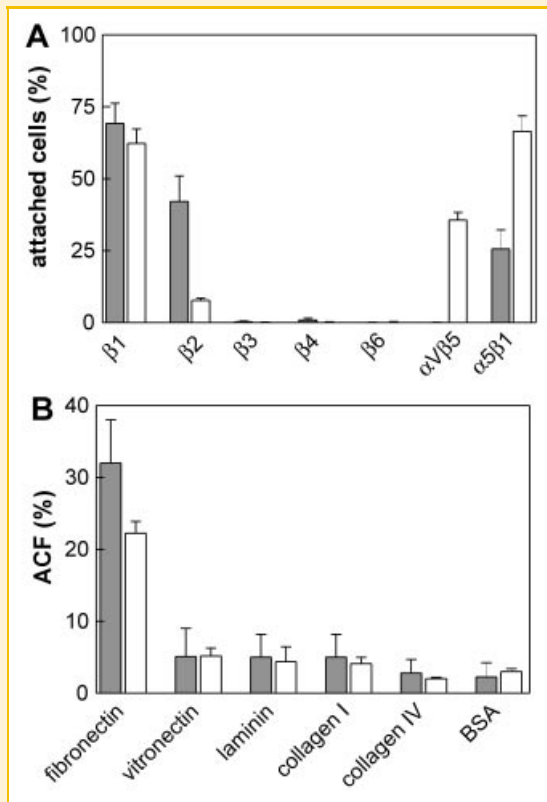 A
attached cells (%)
100
75
50
25
0
β1
β2
β3
β4
β6
αVβ5
α5β1
B
ACF (%)
40
30
20
10
0
fibronectin
vitronectin
laminin
collagen I
collagen IV
BSA